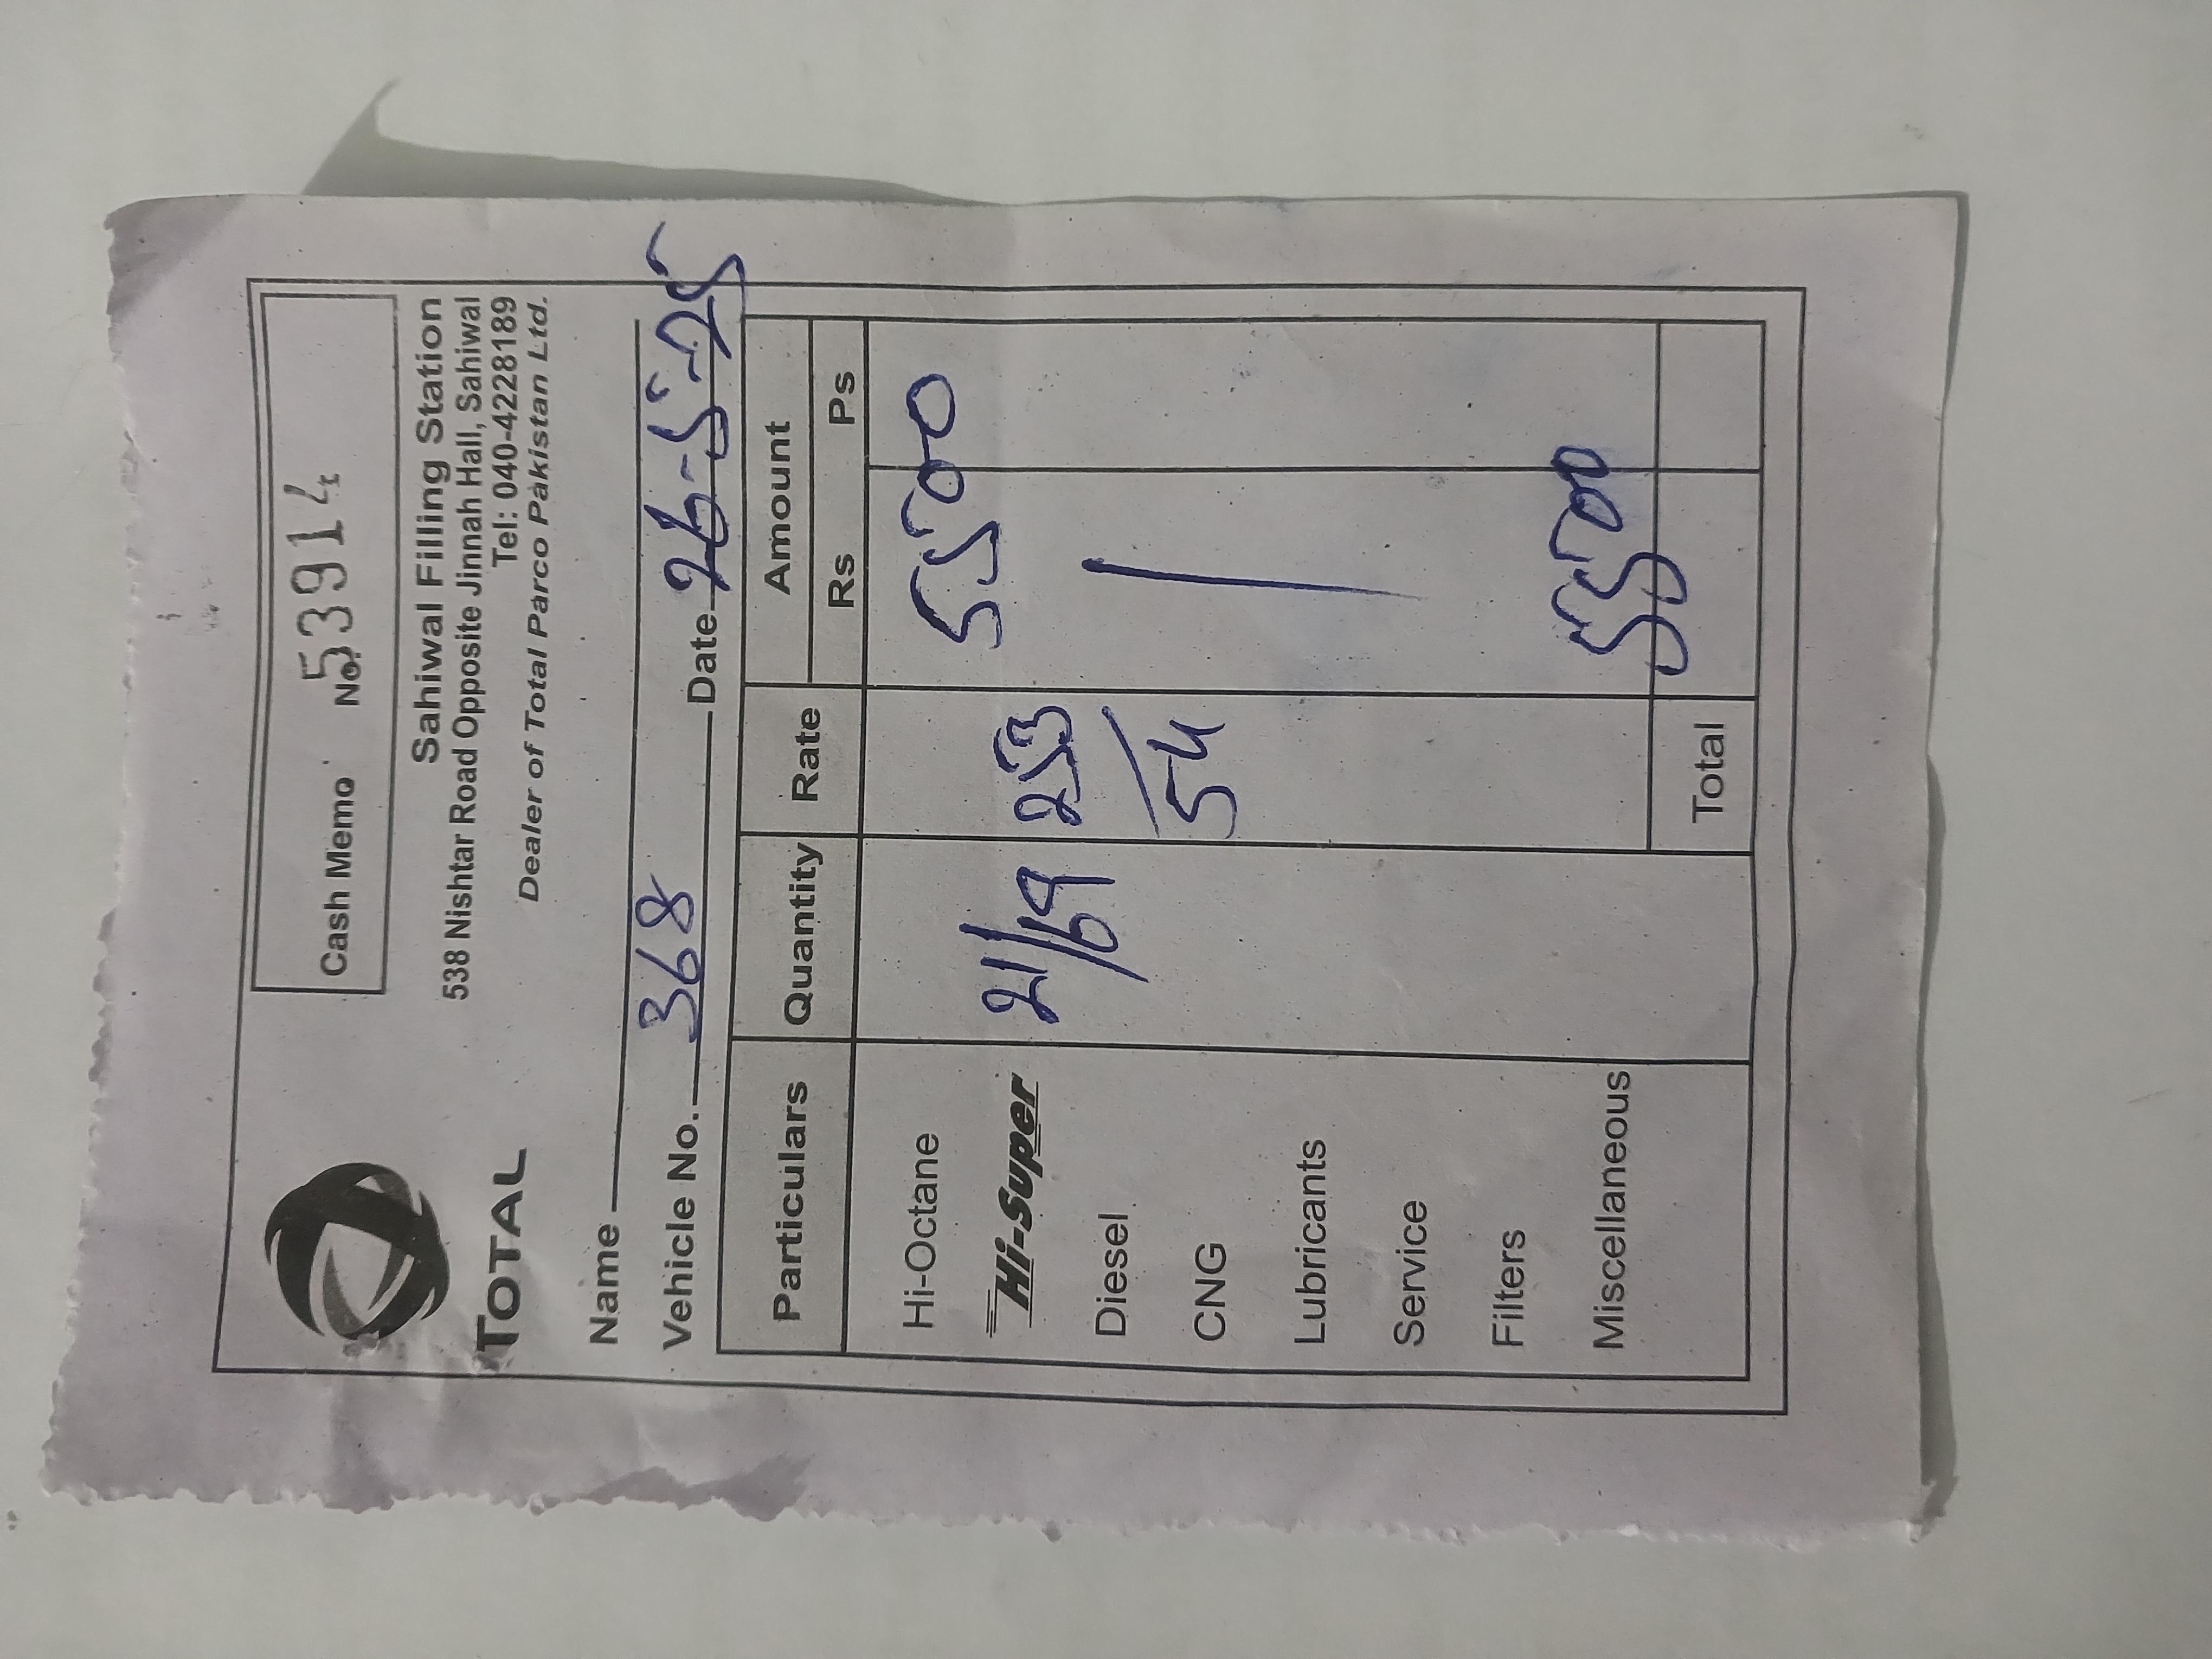 TOTAL
Cash Memo No. 53914
Sahiwal Filling Station
538 Nishtar Road Opposite Jinnah Hall, Sahiwal
Tel: 040-4228189
Dealer of Total Parco Pakistan Ltd.
Name
Vehicle No. 368 Date 26-5-25
Particulars Quantity Rate Amount
Rs Ps
Hi-Octane 5500
Hi-Super 21/69 253
Diesel
CNG 54
Lubricants
Service
Filters
Miscellaneous 5500
Total